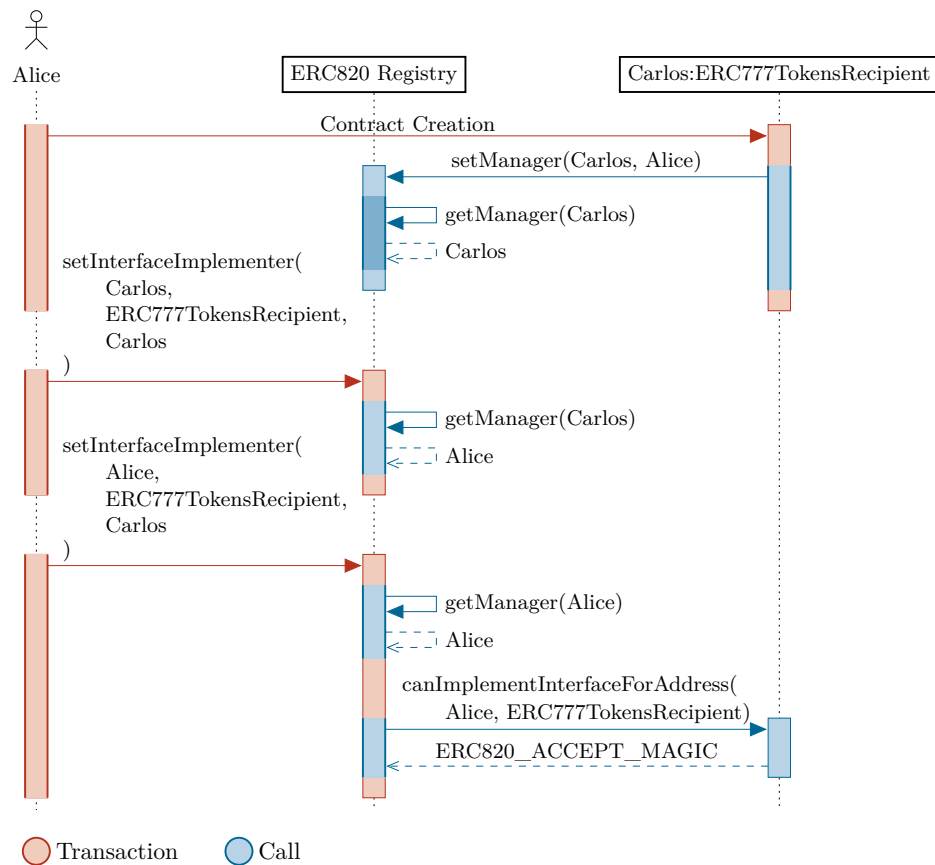 Alice
ERC820 Registry
Carlos:ERC777TokensRecipient
Contract Creation
setManager(Carlos, Alice)
getManager(Carlos)
Carlos
setInterfaceImplementer(
Carlos,
ERC777TokensRecipient,
Carlos
)
getManager(Carlos)
Alice
setInterfaceImplementer(
Alice,
ERC777TokensRecipient,
Carlos
)
getManager(Alice)
Alice
canImplementInterfaceForAddress(
Alice, ERC777TokensRecipient)
ERC820_ACCEPT_MAGIC
Transaction
Call